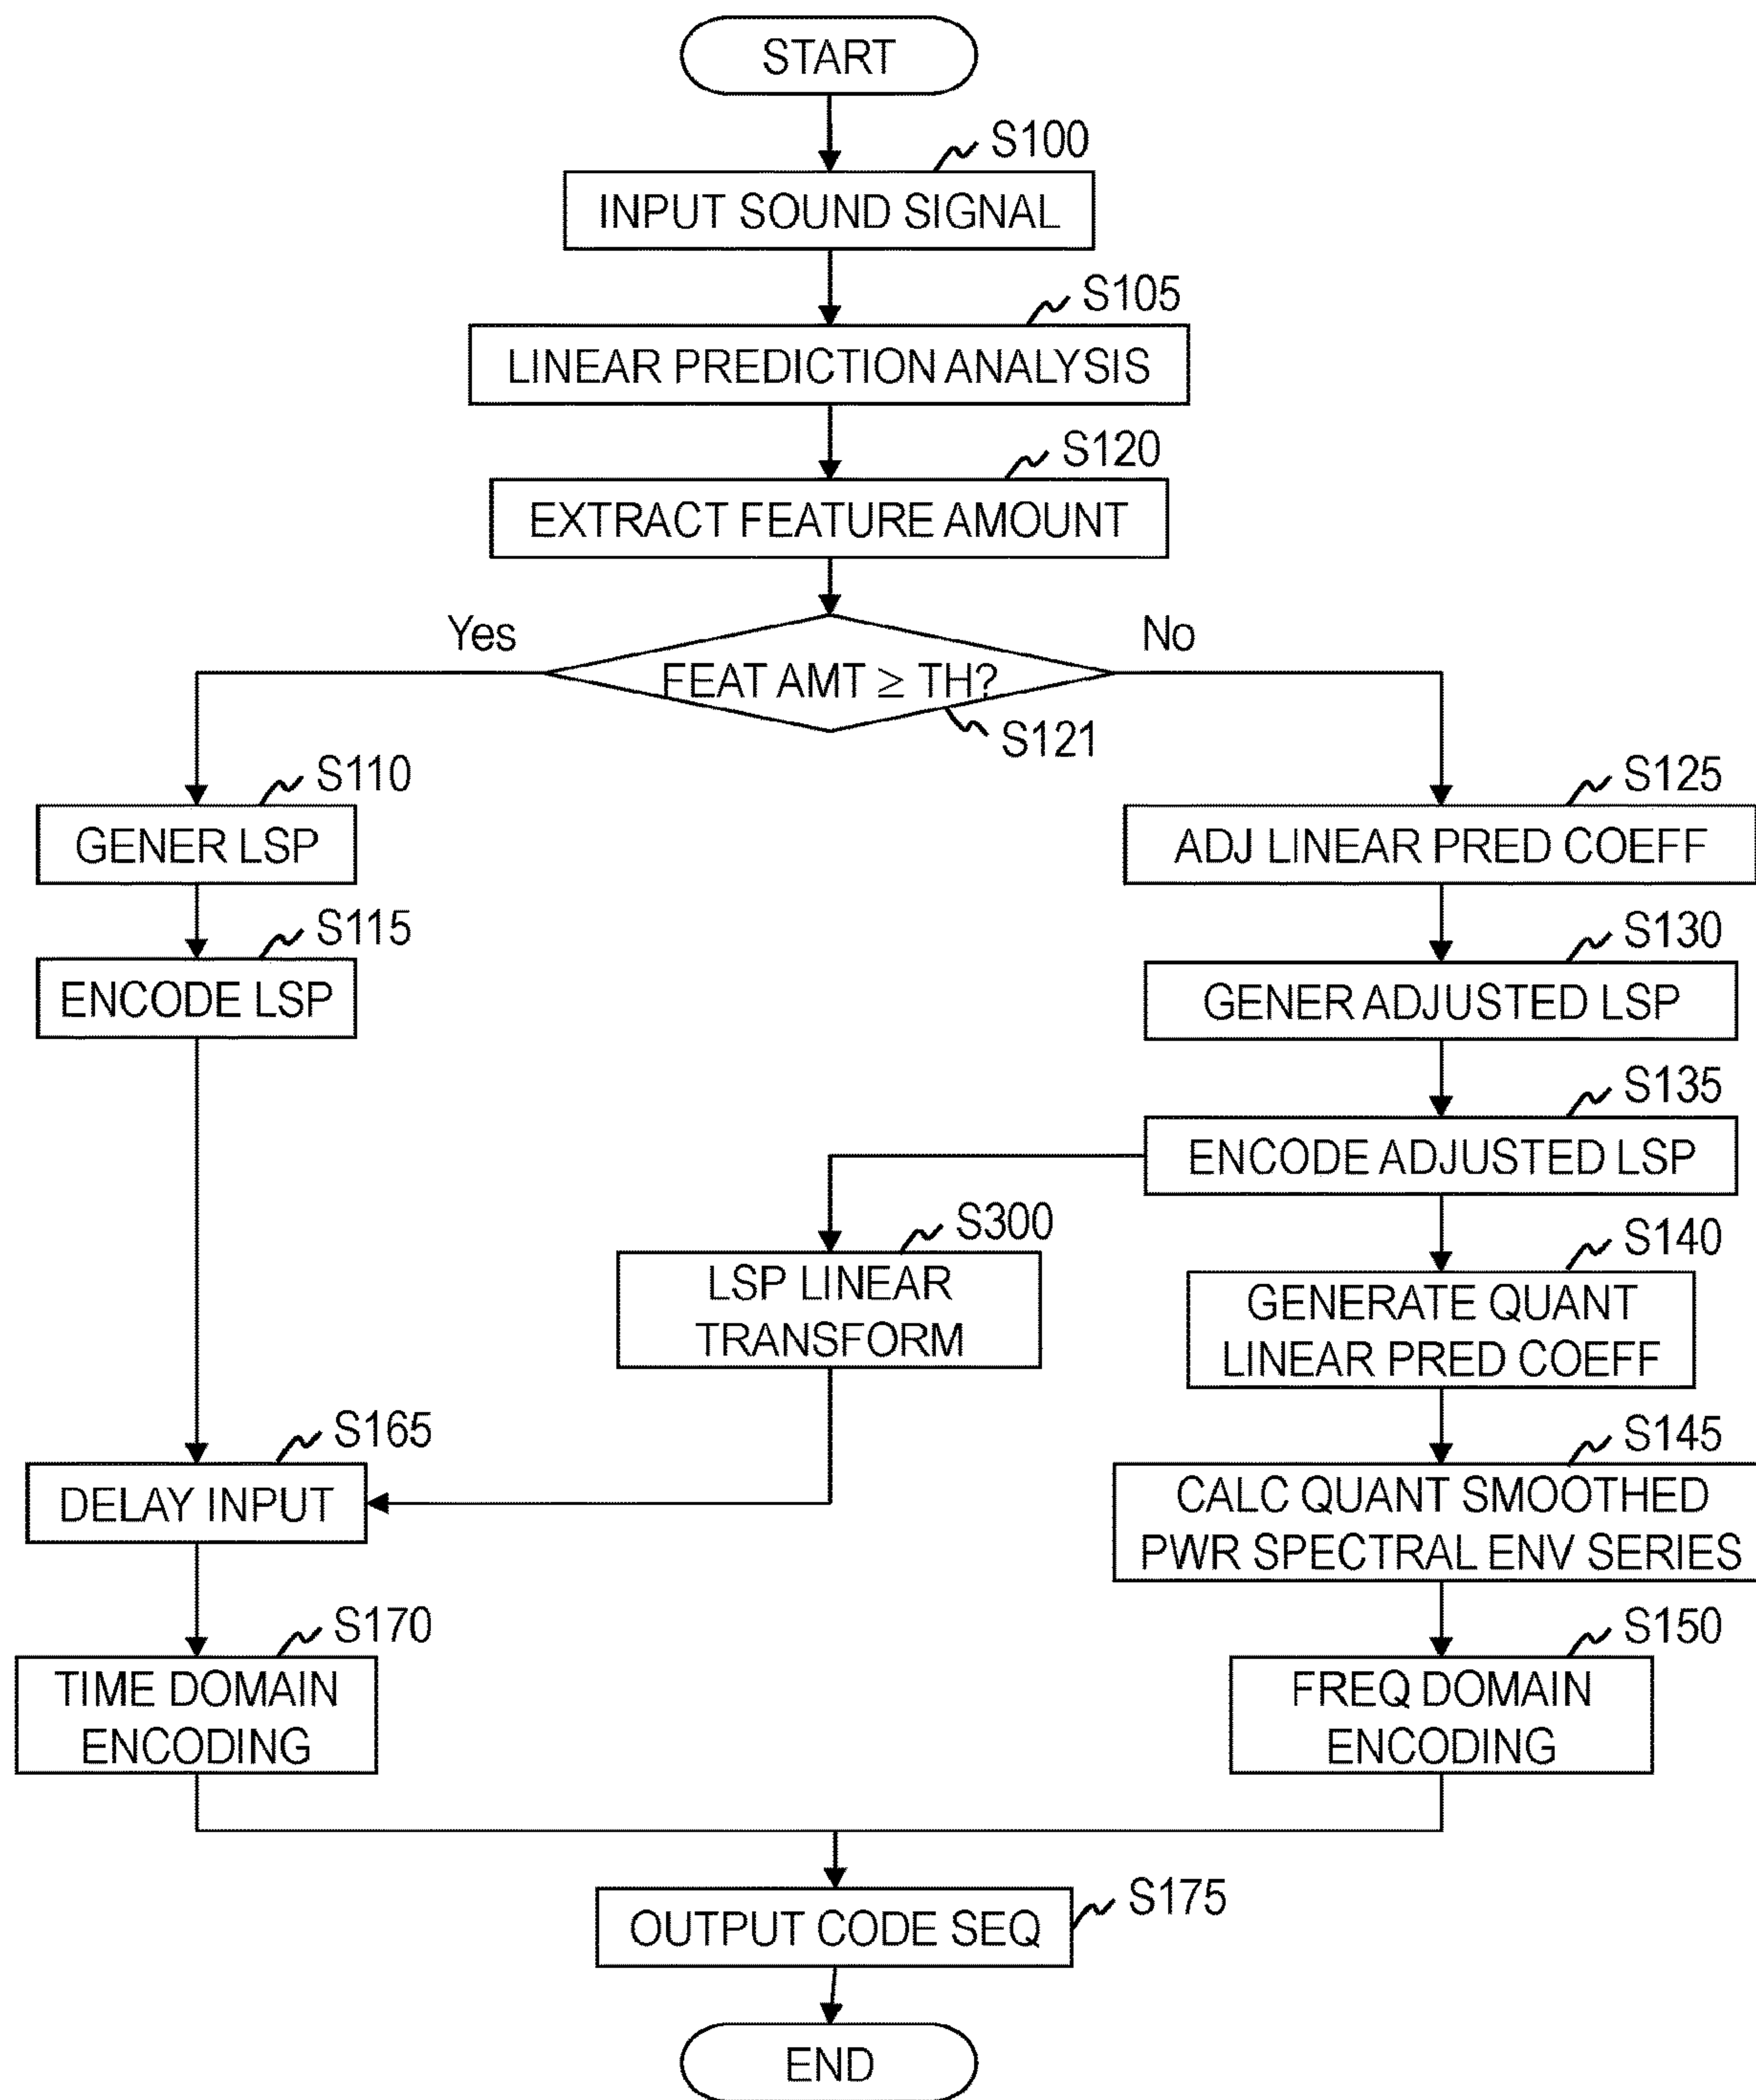 START
S100
INPUT SOUND SIGNAL
S105
LINEAR PREDICTION ANALYSIS
S120
EXTRACT FEATURE AMOUNT
Yes
No
FEAT AMT ≥ TH?
S121
S110
GENER LSP
S115
ENCODE LSP
S125
ADJ LINEAR PRED COEFF
S130
GENER ADJUSTED LSP
S135
ENCODE ADJUSTED LSP
S300
LSP LINEAR
TRANSFORM
S140
GENERATE QUANT
LINEAR PRED COEFF
S165
DELAY INPUT
S145
CALC QUANT SMOOTHED
PWR SPECTRAL ENV SERIES
S170
TIME DOMAIN
ENCODING
S150
FREQ DOMAIN
ENCODING
S175
OUTPUT CODE SEQ
END